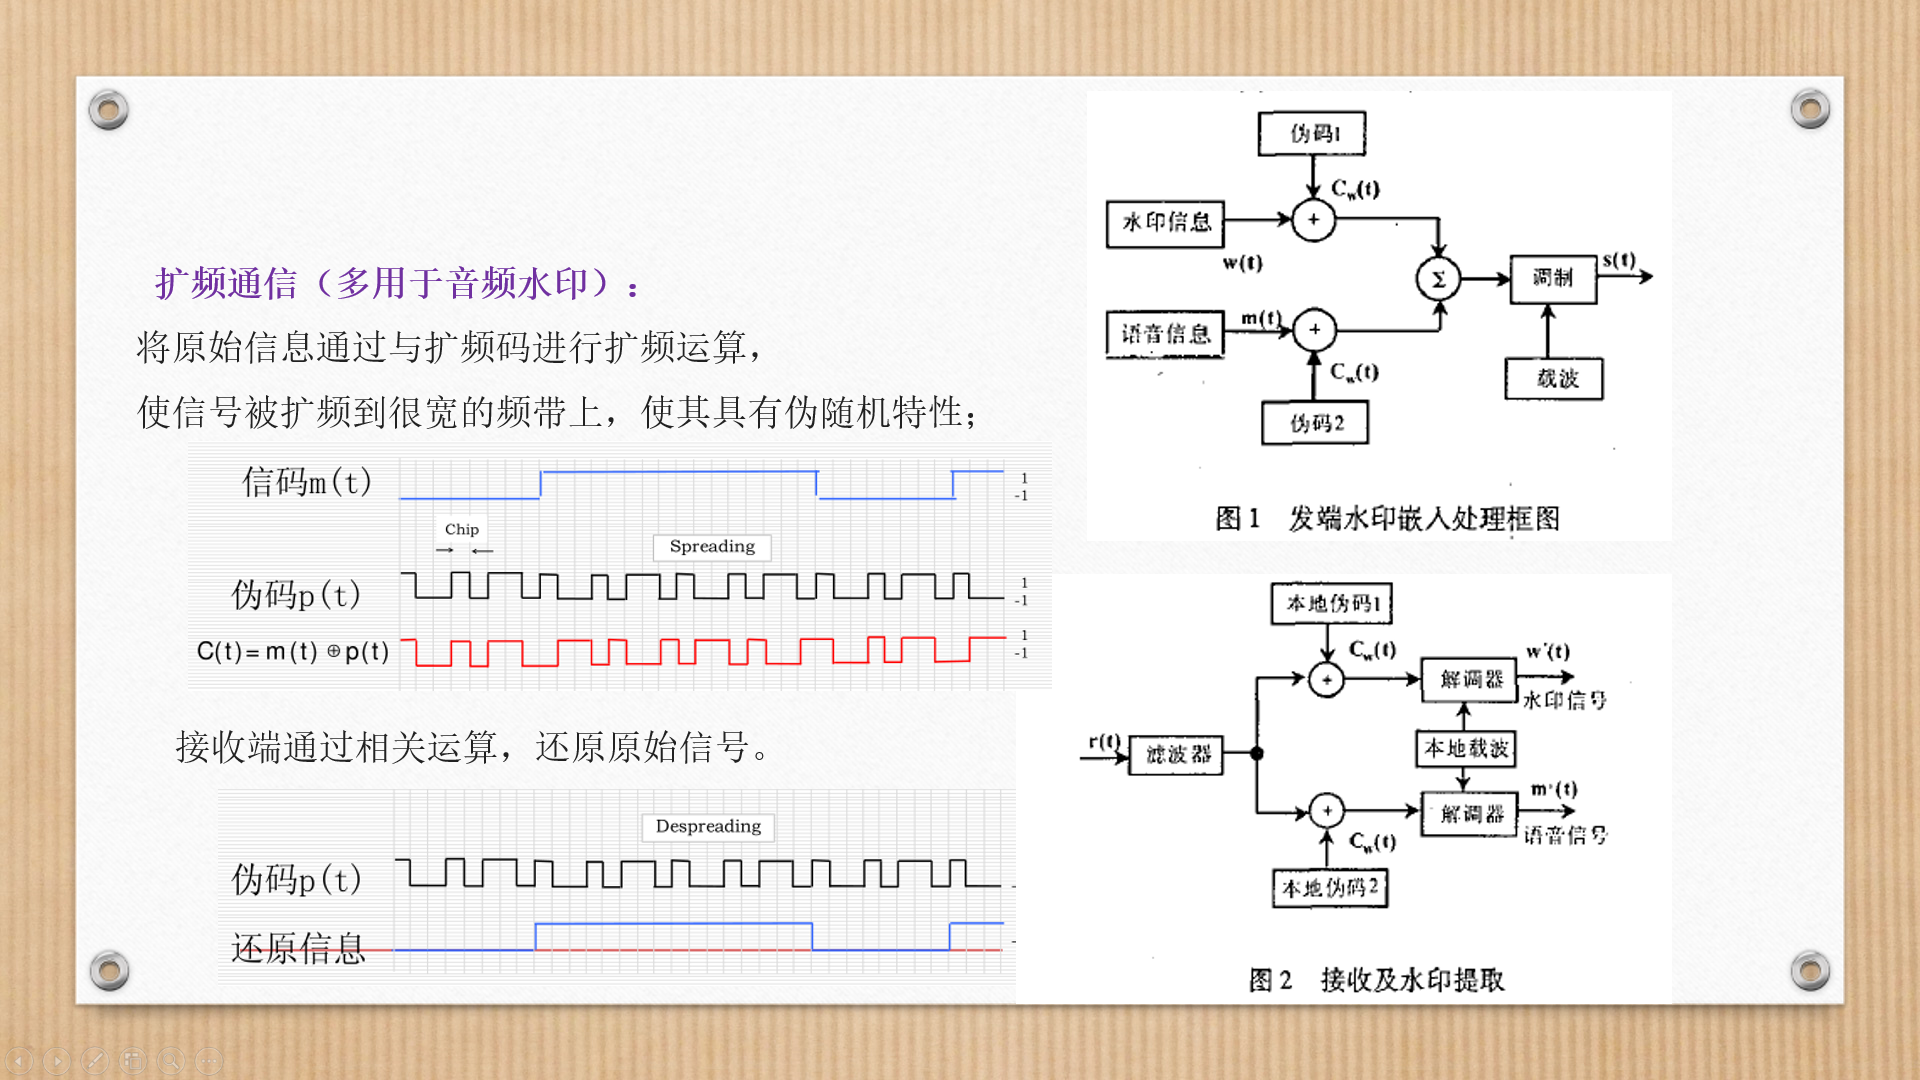 扩频通信（多用于音频水印）：
将原始信息通过与扩频码进行扩频运算，
使信号被扩频到很宽的频带上，使其具有伪随机特性；
信码m(t)
1
-1
Chip
Spreading
伪码p(t)
1
-1
C(t)=m(t)⊕p(t)
1
-1
接收端通过相关运算，还原原始信号。
Despreading
伪码p(t)
还原信息
伪码1
Cw(t)
水印信息
+
w(t)
Σ
调制
s(t)
语音信息
m(t)
+
Cw(t)
载波
伪码2
图1 发端水印嵌入处理框图
本地伪码1
Cw(t)
+
解调器
w'(t)
水印信号
r(t)
滤波器
本地载波
+
解调器
m'(t)
语音信号
Cw(t)
本地伪码2
图2 接收及水印提取